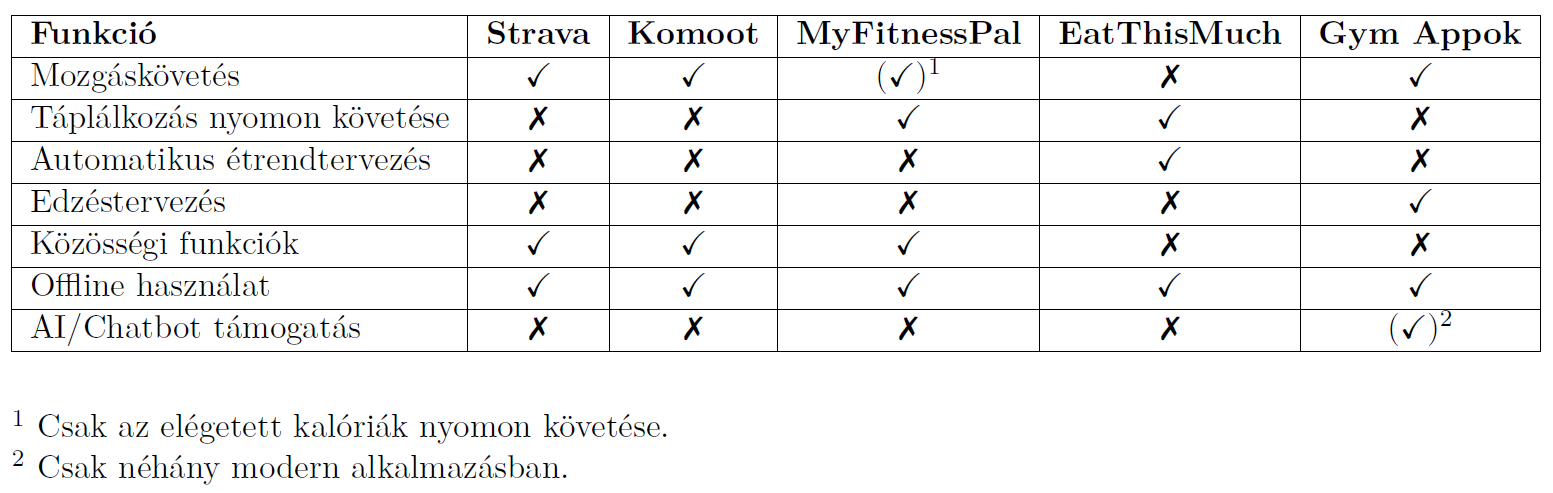 Funkció Strava Komoot MyFitnessPal EatThisMuch Gym Appok
Mozgáskövetés ✓ ✓ (✓)¹ ✗ ✓
Táplálkozás nyomon követése ✗ ✗ ✓ ✓ ✗
Automatikus étrendtervezés ✗ ✗ ✗ ✓ ✗
Edzéstervezés ✗ ✗ ✗ ✗ ✓
Közösségi funkciók ✓ ✓ ✓ ✗ ✗
Offline használat ✓ ✓ ✓ ✓ ✓
AI/Chatbot támogatás ✗ ✗ ✗ ✗ (✓)²
¹ Csak az elégetett kalóriák nyomon követése.
² Csak néhány modern alkalmazásban.